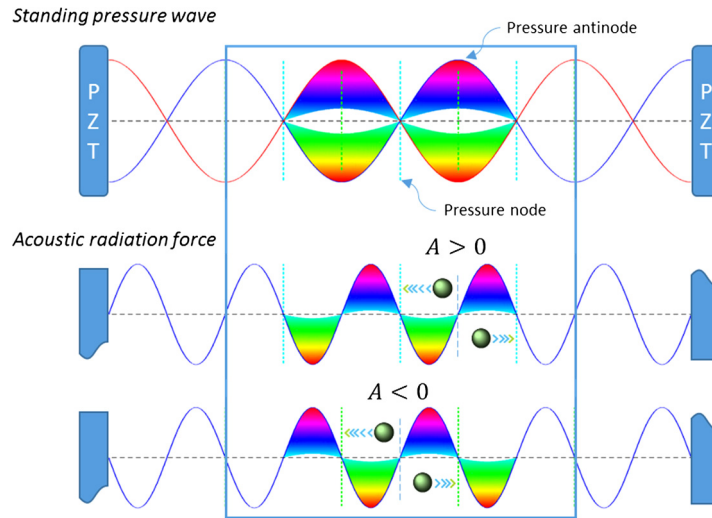 Standing pressure wave
Pressure antinode
P
Z
T
P
Z
T
Pressure node
Acoustic radiation force
A > 0
A < 0